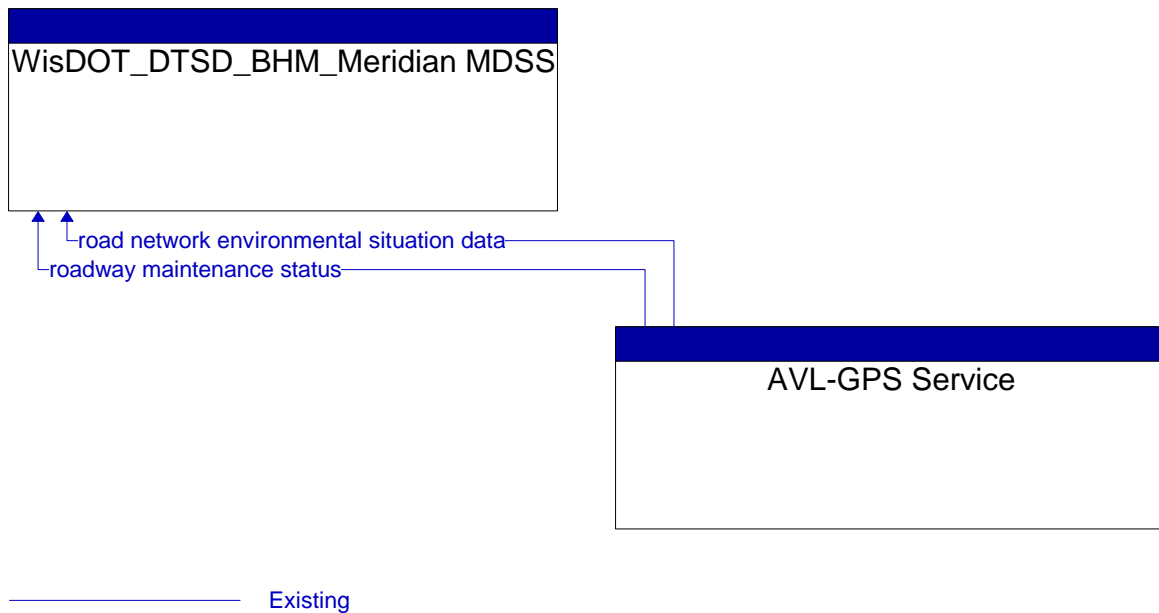 WisDOT_DTSD_BHM_Meridian MDSS
road network environmental situation data
roadway maintenance status
AVL-GPS Service
Existing